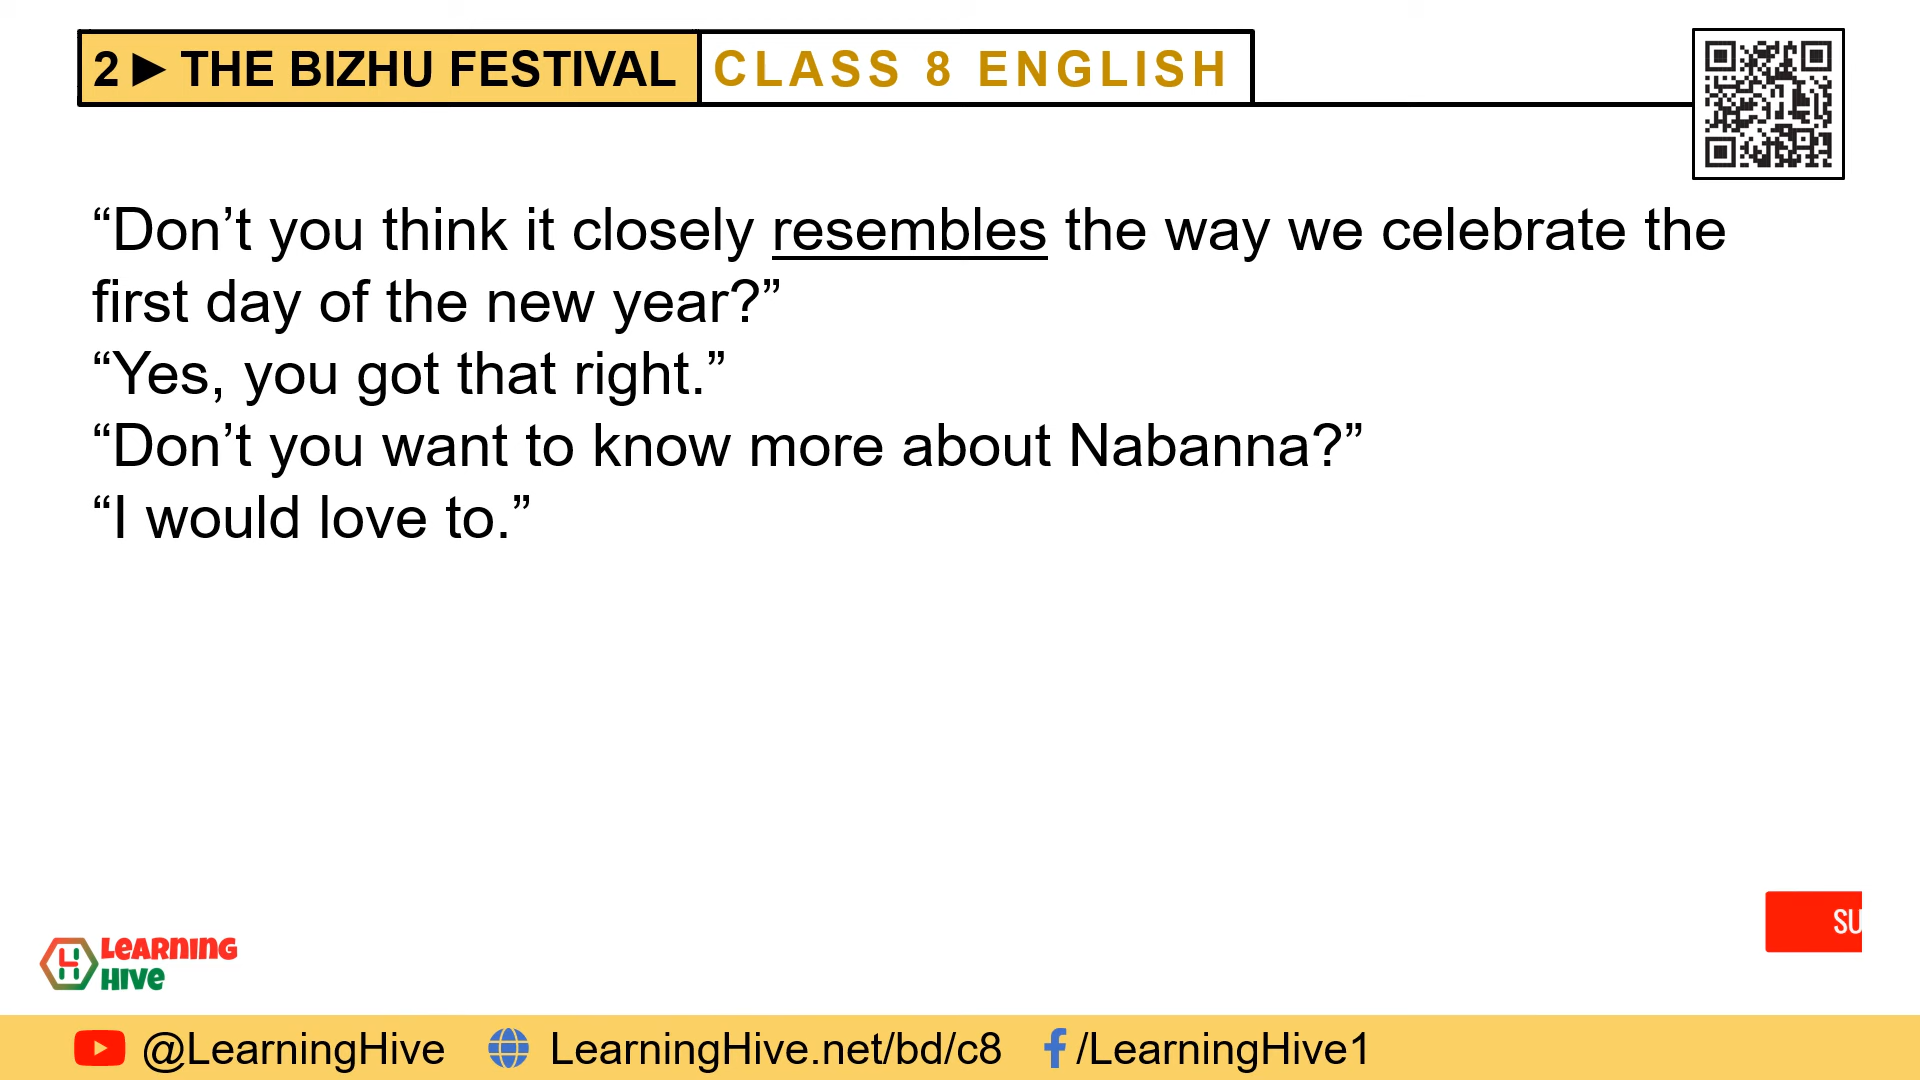 2 ► THE BIZHU FESTIVAL CLASS 8 ENGLISH
“Don’t you think it closely resembles the way we celebrate the
first day of the new year?”
“Yes, you got that right.”
“Don’t you want to know more about Nabanna?”
“I would love to.”
SU
LEARNING
HIVE
@LearningHive LearningHive.net/bd/c8 /LearningHive1